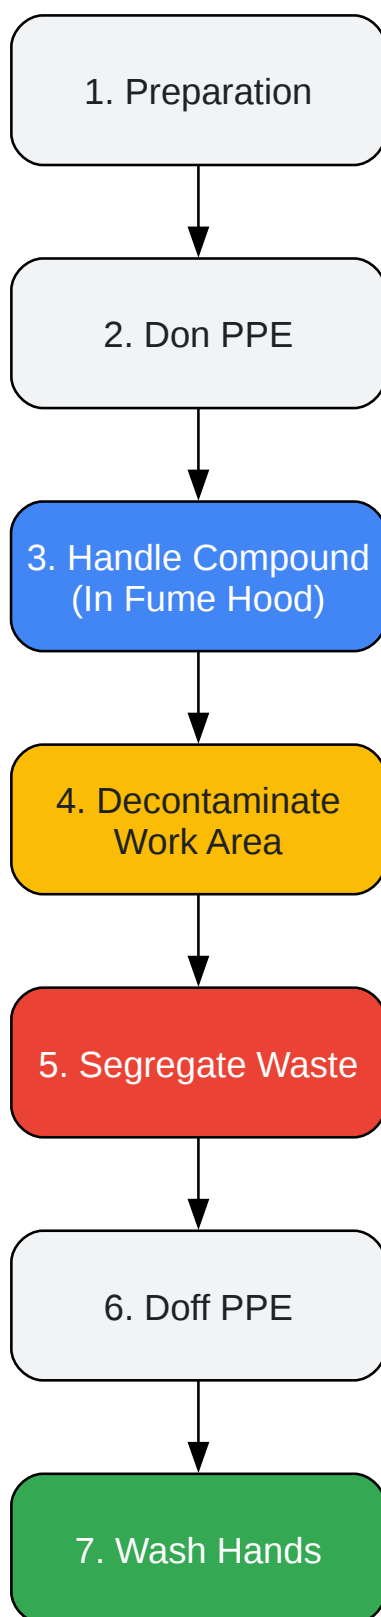 1. Preparation
2. Don PPE
3. Handle Compound
(In Fume Hood)
4. Decontaminate
Work Area
5. Segregate Waste
6. Doff PPE
7. Wash Hands